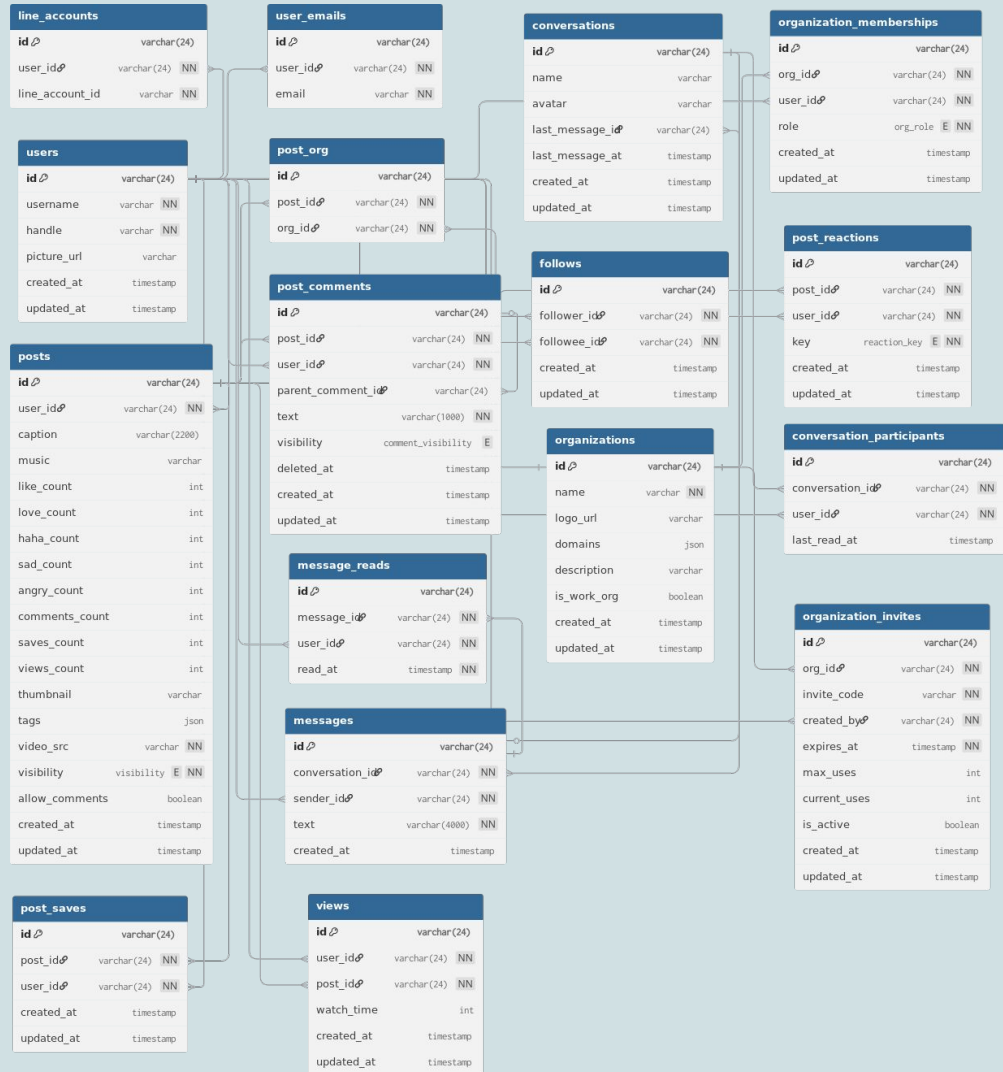 line_accounts
id varchar(24)
user_id varchar(24) NN
line_account_id varchar NN
user_emails
id varchar(24)
user_id varchar(24) NN
email varchar NN
conversations
id varchar(24)
name varchar
avatar varchar
last_message_id varchar(24)
last_message_at timestamp
created_at timestamp
updated_at timestamp
organization_memberships
id varchar(24)
org_id varchar(24) NN
user_id varchar(24) NN
role org_role E NN
created_at timestamp
updated_at timestamp
users
id varchar(24)
username varchar NN
handle varchar NN
picture_url varchar
created_at timestamp
updated_at timestamp
post_org
id varchar(24)
post_id varchar(24) NN
org_id varchar(24) NN
post_reactions
id varchar(24)
post_id varchar(24) NN
user_id varchar(24) NN
key reaction_key E NN
created_at timestamp
updated_at timestamp
follows
id varchar(24)
follower_id varchar(24) NN
followee_id varchar(24) NN
created_at timestamp
updated_at timestamp
post_comments
id varchar(24)
post_id varchar(24) NN
user_id varchar(24) NN
parent_comment_id varchar(24)
text varchar(1000) NN
visibility comment_visibility E
deleted_at timestamp
created_at timestamp
updated_at timestamp
posts
id varchar(24)
user_id varchar(24) NN
caption varchar(2200)
music varchar
like_count int
love_count int
haha_count int
sad_count int
angry_count int
comments_count int
saves_count int
views_count int
thumbnail varchar
tags json
video_src varchar NN
visibility visibility E NN
allow_comments boolean
created_at timestamp
updated_at timestamp
organizations
id varchar(24)
name varchar NN
logo_url varchar
domains json
description varchar
is_work_org boolean
created_at timestamp
updated_at timestamp
conversation_participants
id varchar(24)
conversation_id varchar(24) NN
user_id varchar(24) NN
last_read_at timestamp
message_reads
id varchar(24)
message_id varchar(24) NN
user_id varchar(24) NN
read_at timestamp NN
organization_invites
id varchar(24)
org_id varchar(24) NN
invite_code varchar NN
created_by varchar(24) NN
expires_at timestamp NN
max_uses int
current_uses int
is_active boolean
created_at timestamp
updated_at timestamp
messages
id varchar(24)
conversation_id varchar(24) NN
sender_id varchar(24) NN
text varchar(4000) NN
created_at timestamp
post_saves
id varchar(24)
post_id varchar(24) NN
user_id varchar(24) NN
created_at timestamp
updated_at timestamp
views
id varchar(24)
user_id varchar(24) NN
post_id varchar(24) NN
watch_time int
created_at timestamp
updated_at timestamp